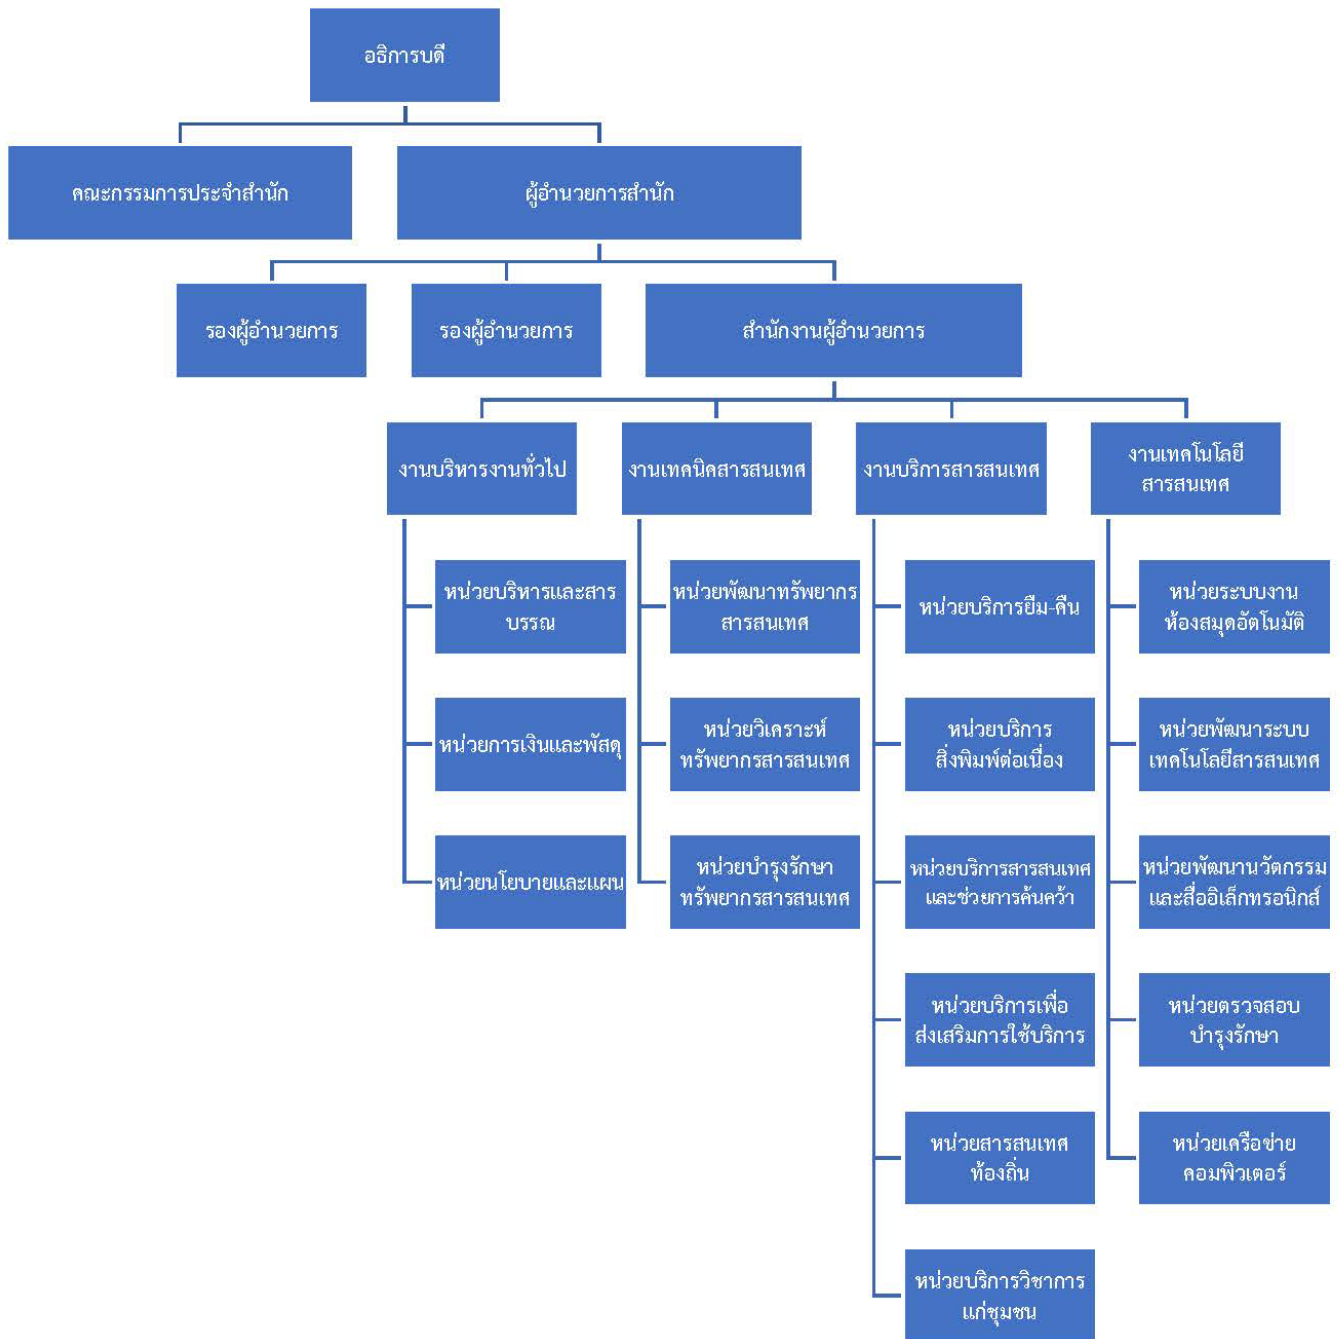 อธิการบดี
คณะกรรมการประจำสำนัก
ผู้อำนวยการสำนัก
รองผู้อำนวยการ
รองผู้อำนวยการ
สำนักงานผู้อำนวยการ
งานบริหารงานทั่วไป
งานเทคนิคสารสนเทศ
งานบริการสารสนเทศ
งานเทคโนโลยี
สารสนเทศ
หน่วยบริหารและสาร
บรรณ
หน่วยการเงินและพัสดุ
หน่วยนโยบายและแผน
หน่วยพัฒนาทรัพยากร
สารสนเทศ
หน่วยวิเคราะห์
ทรัพยากรสารสนเทศ
หน่วยบำรุงรักษา
ทรัพยากรสารสนเทศ
หน่วยบริการยืม-คืน
หน่วยบริการ
สิ่งพิมพ์ต่อเนื่อง
หน่วยบริการสารสนเทศ
และช่วยการค้นคว้า
หน่วยบริการเพื่อ
ส่งเสริมการใช้บริการ
หน่วยสารสนเทศ
ท้องถิ่น
หน่วยบริการวิชาการ
แก่ชุมชน
หน่วยระบบงาน
ห้องสมุดอัตโนมัติ
หน่วยพัฒนาระบบ
เทคโนโลยีสารสนเทศ
หน่วยพัฒนานวัตกรรม
และสื่ออิเล็กทรอนิกส์
หน่วยตรวจสอบ
บำรุงรักษา
หน่วยเครือข่าย
คอมพิวเตอร์